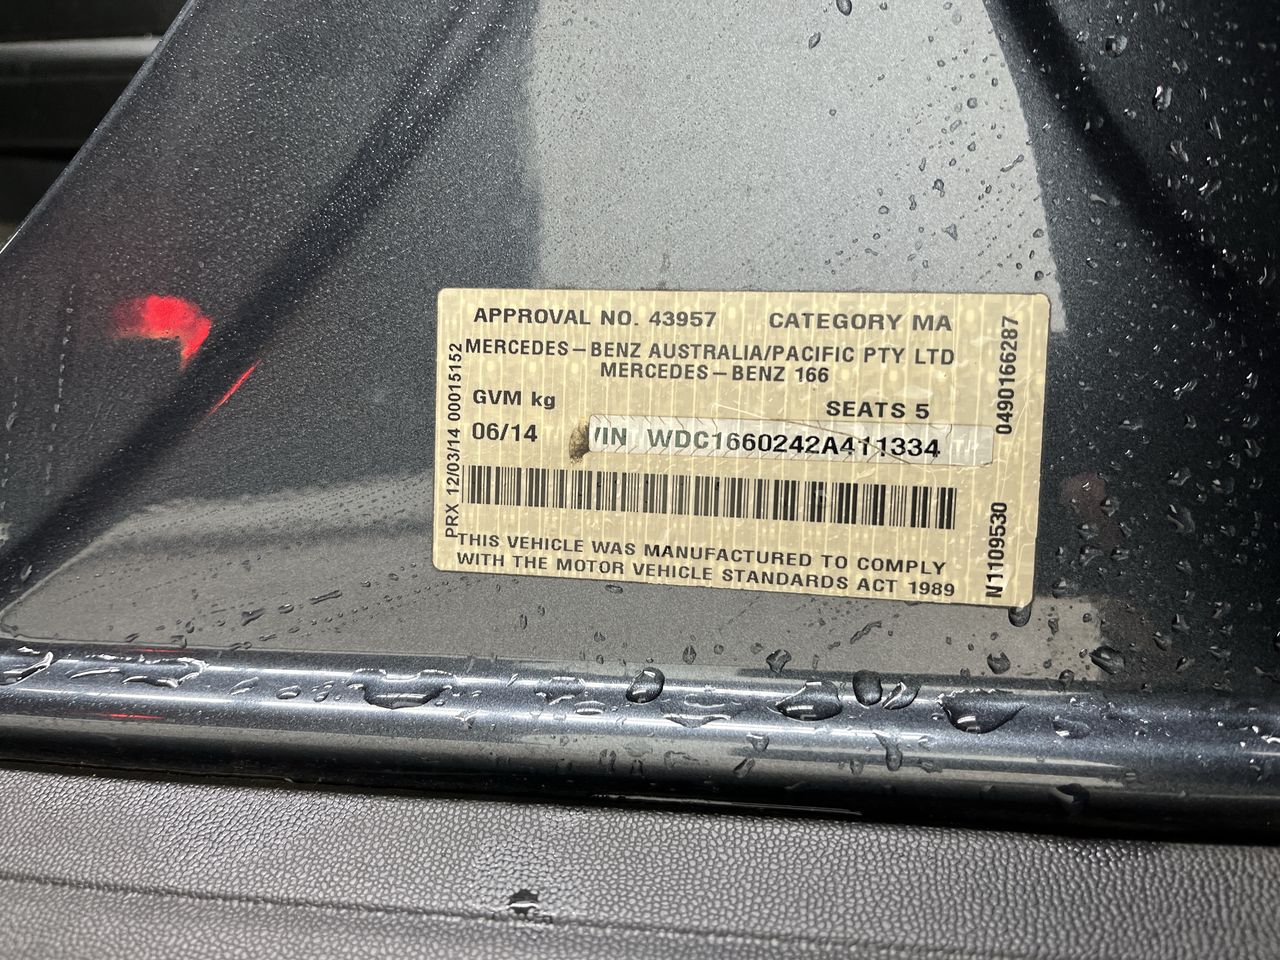 APPROVAL NO. 43957 CATEGORY MA
MERCEDES-BENZ AUSTRALIA/PACIFIC PTY LTD
MERCEDES-BENZ 166
GVM kg SEATS 5
06/14 VIN WDC1660242A411334
THIS VEHICLE WAS MANUFACTURED TO COMPLY
WITH THE MOTOR VEHICLE STANDARDS ACT 1989
PRX 12/03/14 00015152
0490166287
N1109530